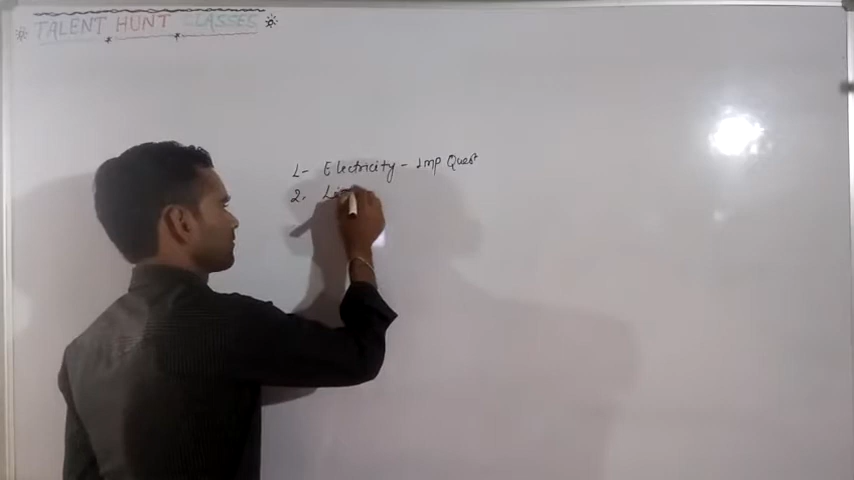 TALENT HUNT CLASSES
1- Electricity - Imp Quest
2.